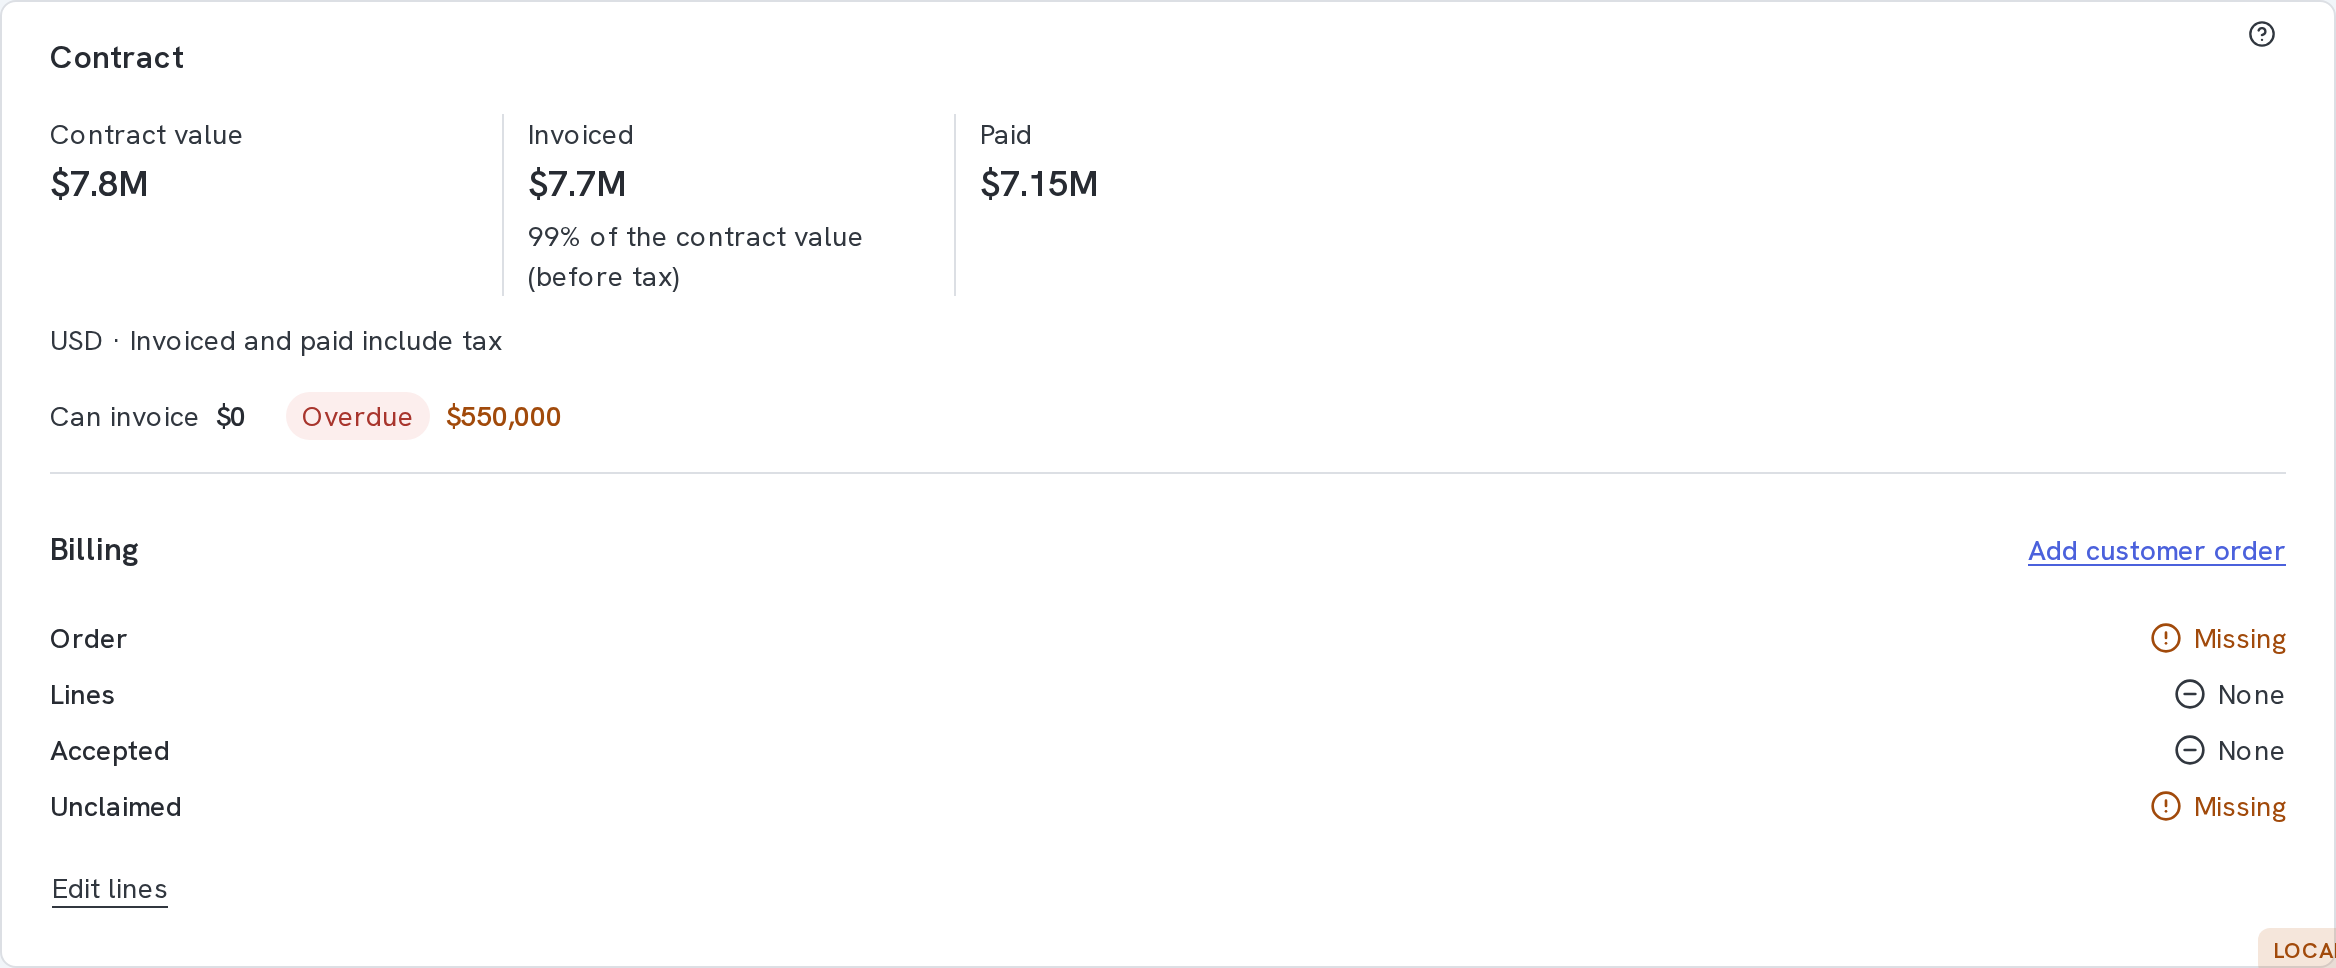 Contract
Contract value
$7.8M
Invoiced
$7.7M
99% of the contract value
(before tax)
Paid
$7.15M
USD · Invoiced and paid include tax
Can invoice $0 Overdue $550,000
Billing
Add customer order
Order Missing
Lines None
Accepted None
Unclaimed Missing
Edit lines